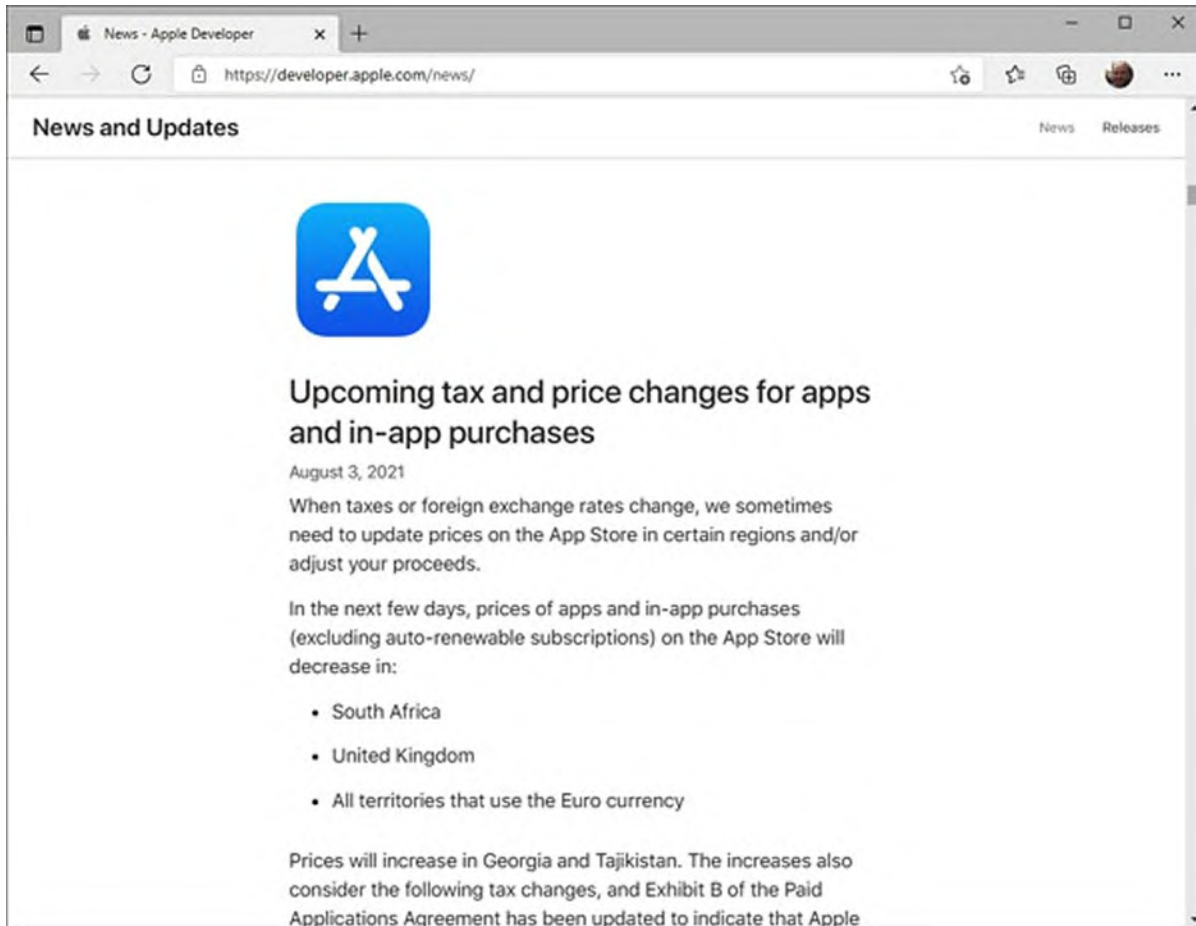 News - Apple Developer
https://developer.apple.com/news/
News and Updates
News Releases
Upcoming tax and price changes for apps
and in-app purchases
August 3, 2021
When taxes or foreign exchange rates change, we sometimes
need to update prices on the App Store in certain regions and/or
adjust your proceeds.
In the next few days, prices of apps and in-app purchases
(excluding auto-renewable subscriptions) on the App Store will
decrease in:
• South Africa
• United Kingdom
• All territories that use the Euro currency
Prices will increase in Georgia and Tajikistan. The increases also
consider the following tax changes, and Exhibit B of the Paid
Applications Agreement has been updated to indicate that Apple